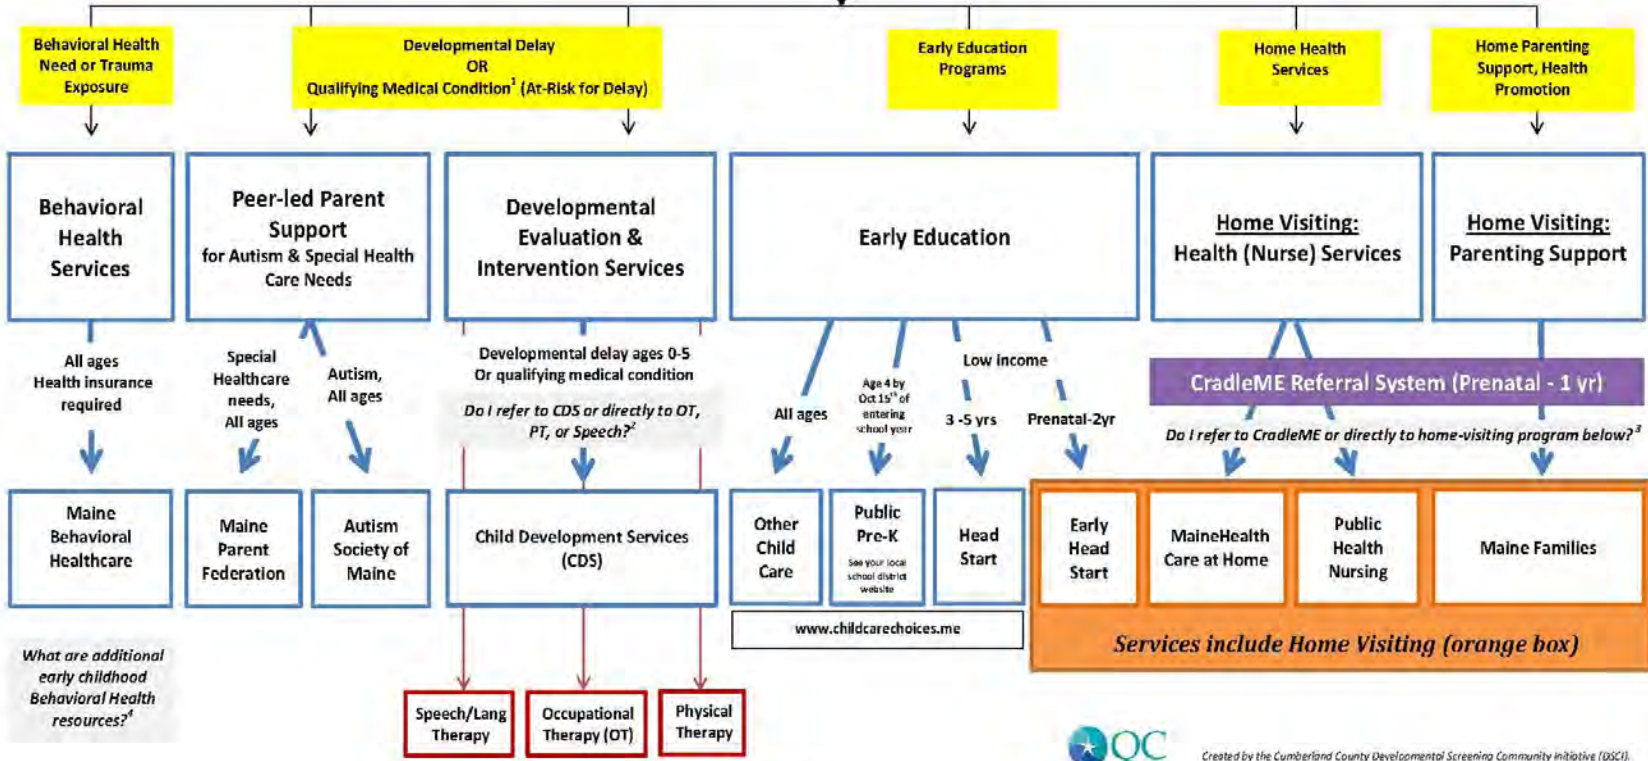 Behavioral Health
Need or Trauma
Exposure
Developmental Delay
OR
Qualifying Medical Condition¹ (At-Risk for Delay)
Early Education
Programs
Home Health
Services
Home Parenting
Support, Health
Promotion
Behavioral
Health
Services
Peer-led Parent
Support
for Autism & Special Health
Care Needs
Developmental
Evaluation &
Intervention Services
Early Education
Home Visiting:
Health (Nurse) Services
Home Visiting:
Parenting Support
All ages
Health insurance
required
Special
Healthcare
needs,
All ages
Autism,
All ages
Developmental delay ages 0-5
Or qualifying medical condition
Do I refer to CDS or directly to OT,
PT, or Speech?²
All ages
Age 4 by
Oct 15th of
entering
school year
Low income
3 -5 yrs
Prenatal-2yr
CradleME Referral System (Prenatal - 1 yr)
Do I refer to CradleME or directly to home-visiting program below?³
Maine
Behavioral
Healthcare
Maine
Parent
Federation
Autism
Society of
Maine
Child Development Services
(CDS)
Other
Child
Care
Public
Pre-K
See your local
school district
website
Head
Start
Early
Head
Start
MaineHealth
Care at Home
Public
Health
Nursing
Maine Families
www.childcarechoices.me
Services include Home Visiting (orange box)
What are additional
early childhood
Behavioral Health
resources?⁴
Speech/Lang
Therapy
Occupational
Therapy (OT)
Physical
Therapy
QC
Created by the Cumberland County Developmental Screening Community Initiative (DSCI).